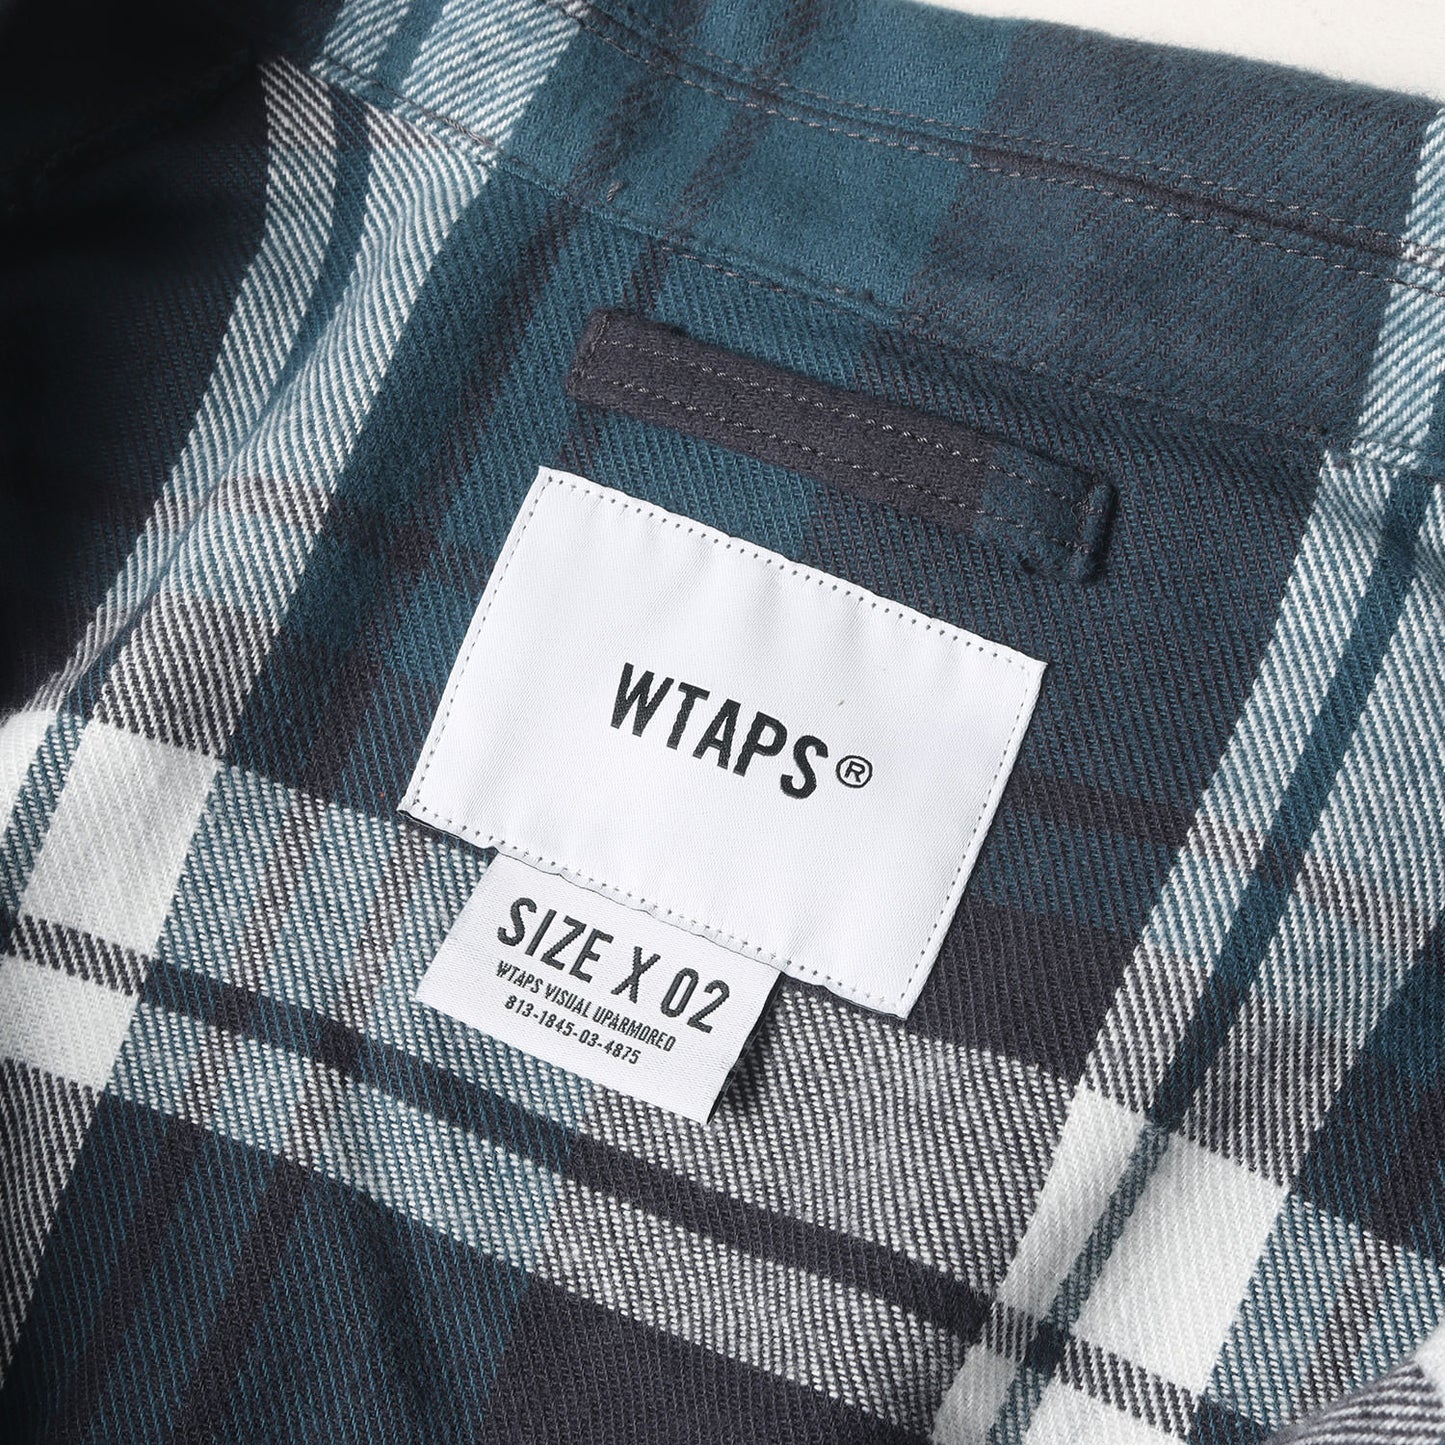 WTAPS®
SIZE X 02
WTAPS VISUAL UPARMORED
813-1845-03-4875